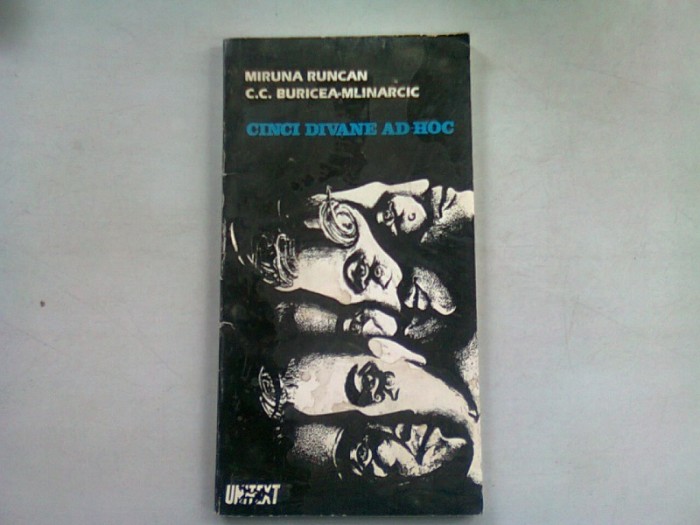 MIRUNA RUNCAN
C.C. BURICEA-MLINARCIC
CINCI DIVANE AD-HOC
UNITEXT